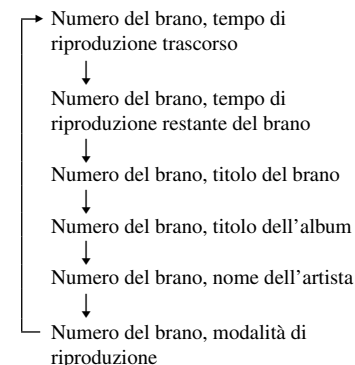 Numero del brano, tempo di
riproduzione trascorso
Numero del brano, tempo di
riproduzione restante del brano
Numero del brano, titolo del brano
Numero del brano, titolo dell'album
Numero del brano, nome dell'artista
Numero del brano, modalità di
riproduzione